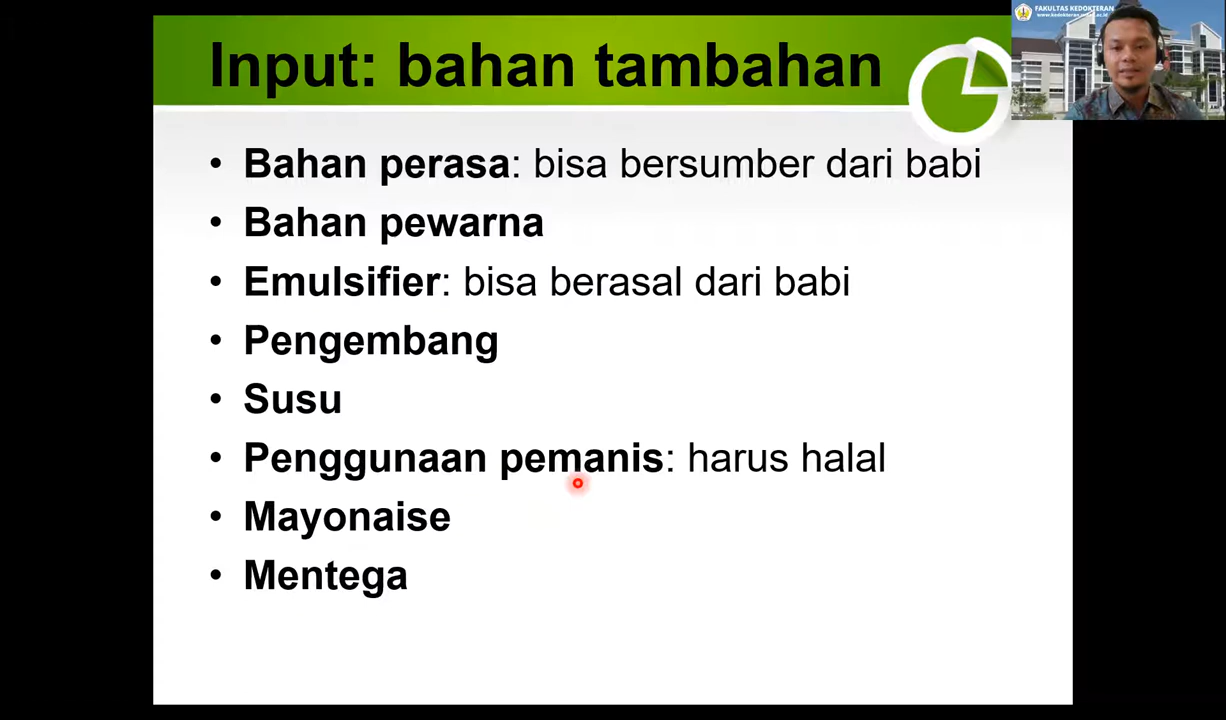 Input: bahan tambahan
FAKULTAS KEDOKTERAN
• Bahan perasa: bisa bersumber dari babi
• Bahan pewarna
• Emulsifier: bisa berasal dari babi
• Pengembang
• Susu
• Penggunaan pemanis: harus halal
• Mayonaise
• Mentega